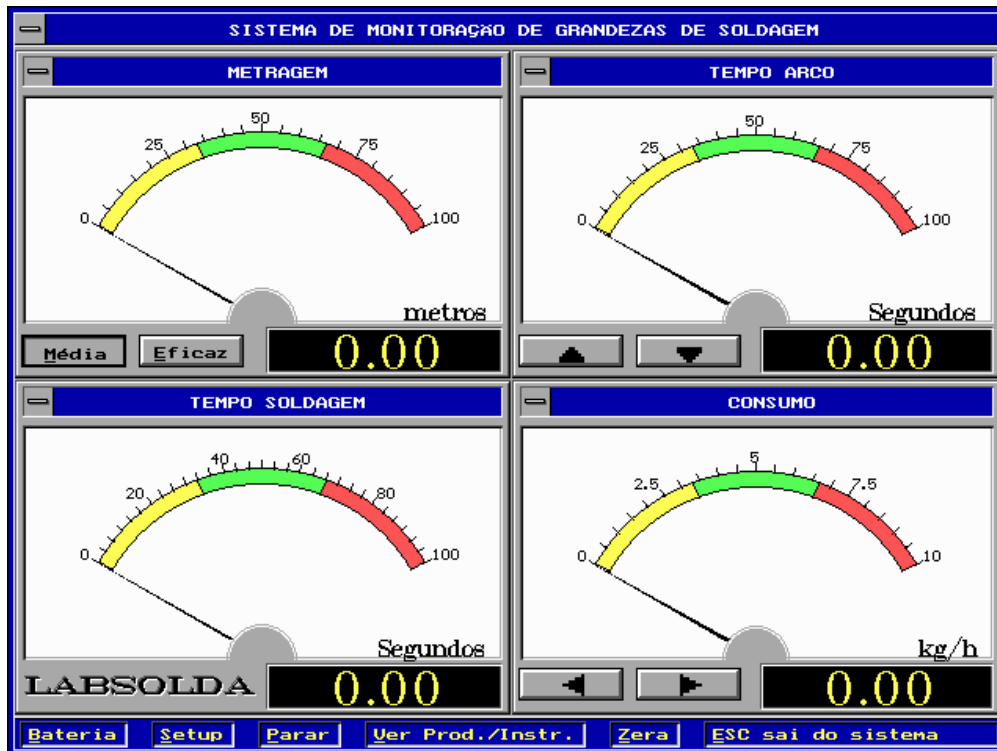 SISTEMA DE MONITORAÇÃO DE GRANDEZAS DE SOLDAGEM
METRAGEM
0 25 50 75 100
metros
Média Eficaz 0.00
TEMPO ARCO
0 25 50 75 100
Segundos
0.00
TEMPO SOLDAGEM
0 20 40 60 80 100
Segundos
LABSOLDA 0.00
CONSUMO
0 2.5 5 7.5 10
kg/h
0.00
Bateria Setup Parar Ver Prod./Instr. Zera ESC sai do sistema